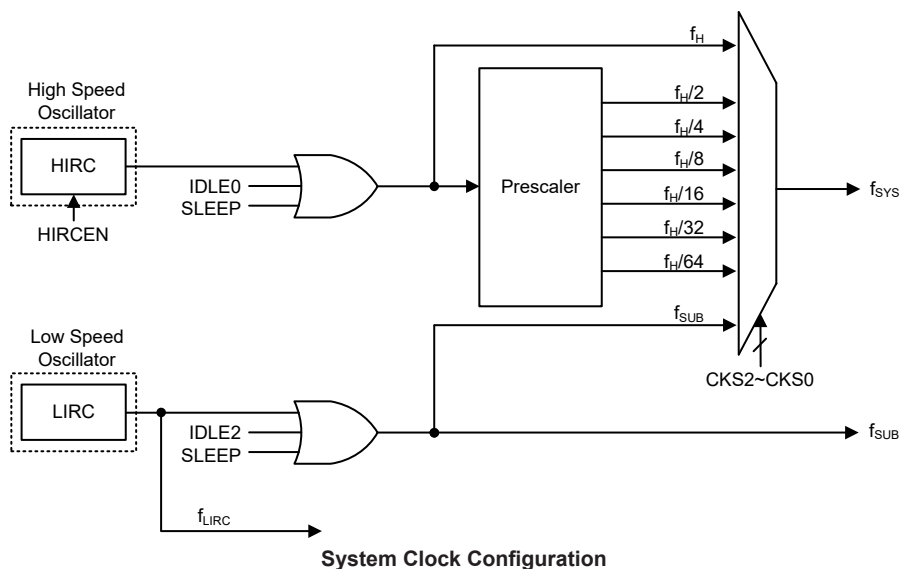 High Speed
Oscillator
HIRC
HIRCEN
IDLE0
SLEEP
Prescaler
f_H
f_H/2
f_H/4
f_H/8
f_H/16
f_H/32
f_H/64
f_SUB
CKS2~CKS0
f_SYS
Low Speed
Oscillator
LIRC
IDLE2
SLEEP
f_SUB
f_LIRC
System Clock Configuration